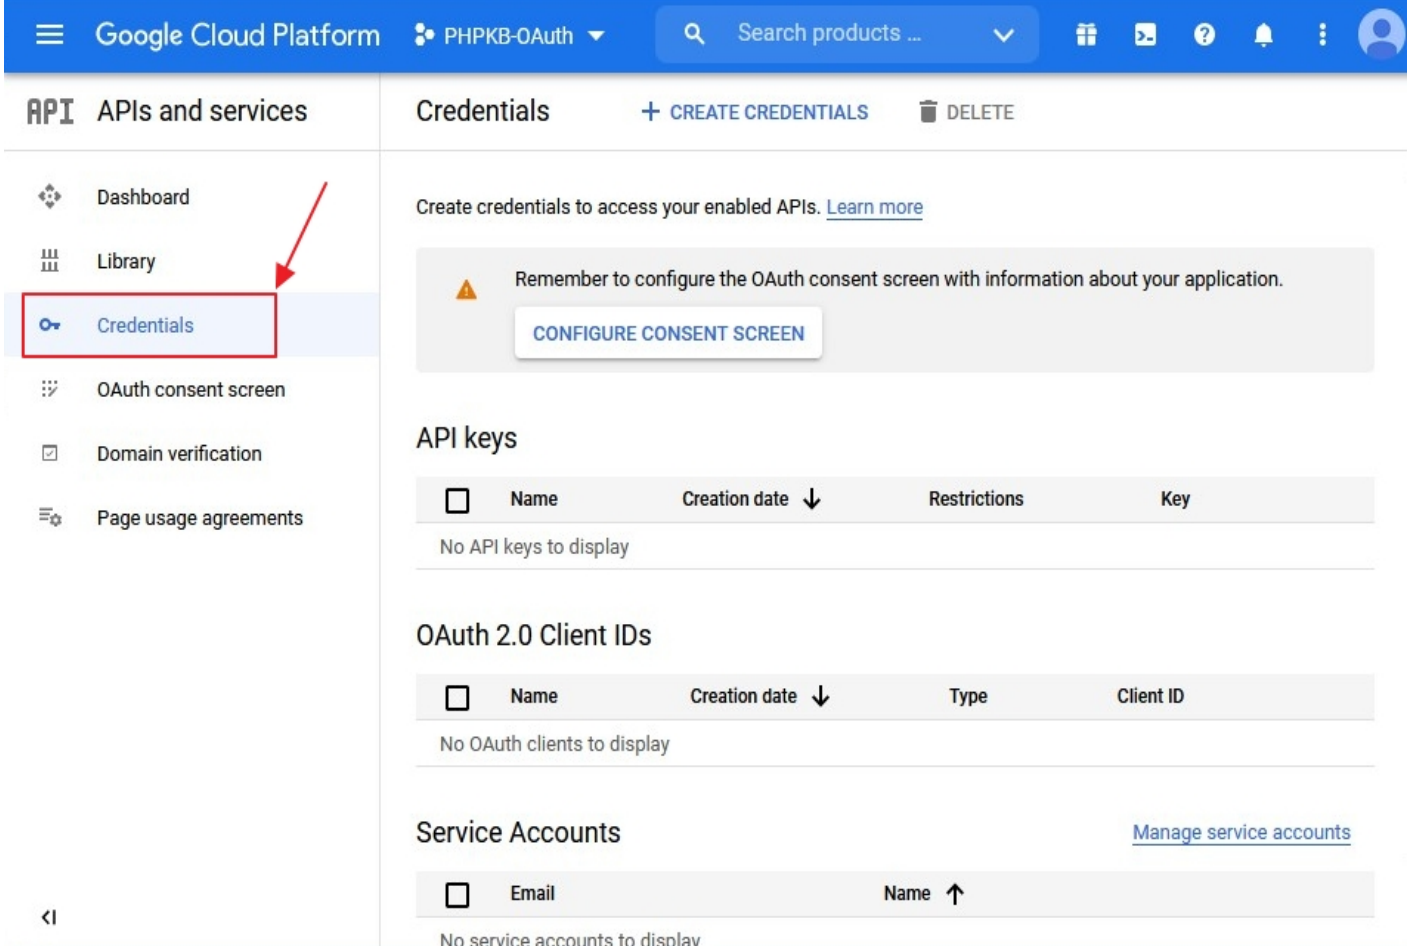 Google Cloud Platform PHPKB-OAuth Search products ...
API APIs and services
Credentials + CREATE CREDENTIALS DELETE
Dashboard
Library
Credentials
OAuth consent screen
Domain verification
Page usage agreements
Create credentials to access your enabled APIs. Learn more
Remember to configure the OAuth consent screen with information about your application.
CONFIGURE CONSENT SCREEN
API keys
Name Creation date Restrictions Key
No API keys to display
OAuth 2.0 Client IDs
Name Creation date Type Client ID
No OAuth clients to display
Service Accounts Manage service accounts
Email Name
No service accounts to display